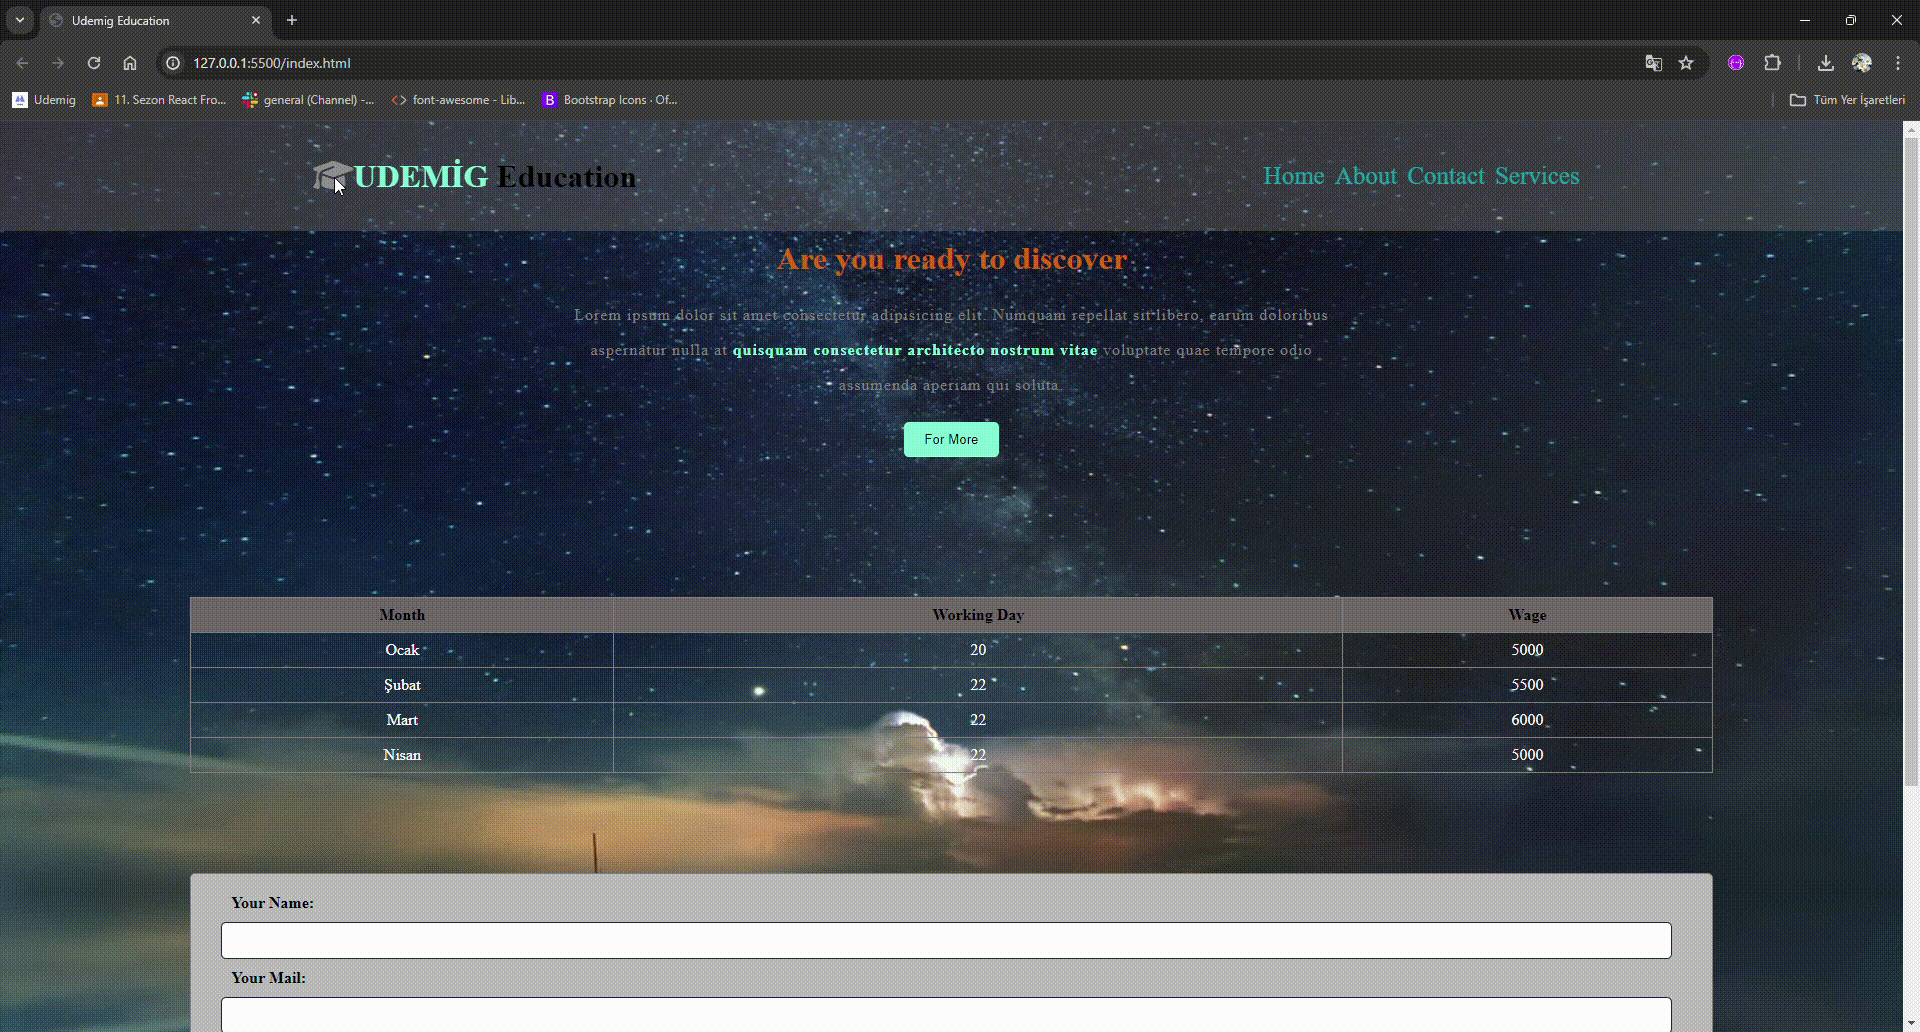 Udemig Education
127.0.0.1:5500/index.html
Udemig
11. Sezon React Fro...
general (Channel) -...
font-awesome - Lib...
Bootstrap Icons · Of...
Tüm Yer İşaretleri
UDEMİG Education
Home About Contact Services
Are you ready to discover
Lorem ipsum dolor sit amet consectetur adipisicing elit. Numquam repellat sit libero, earum doloribus
aspernatur nulla at quisquam consectetur architecto nostrum vitae voluptate quae tempore odio
assumenda aperiam qui soluta.
For More
Month Working Day Wage
Ocak 20 5000
Şubat 22 5500
Mart 22 6000
Nisan 22 5000
Your Name:
Your Mail: